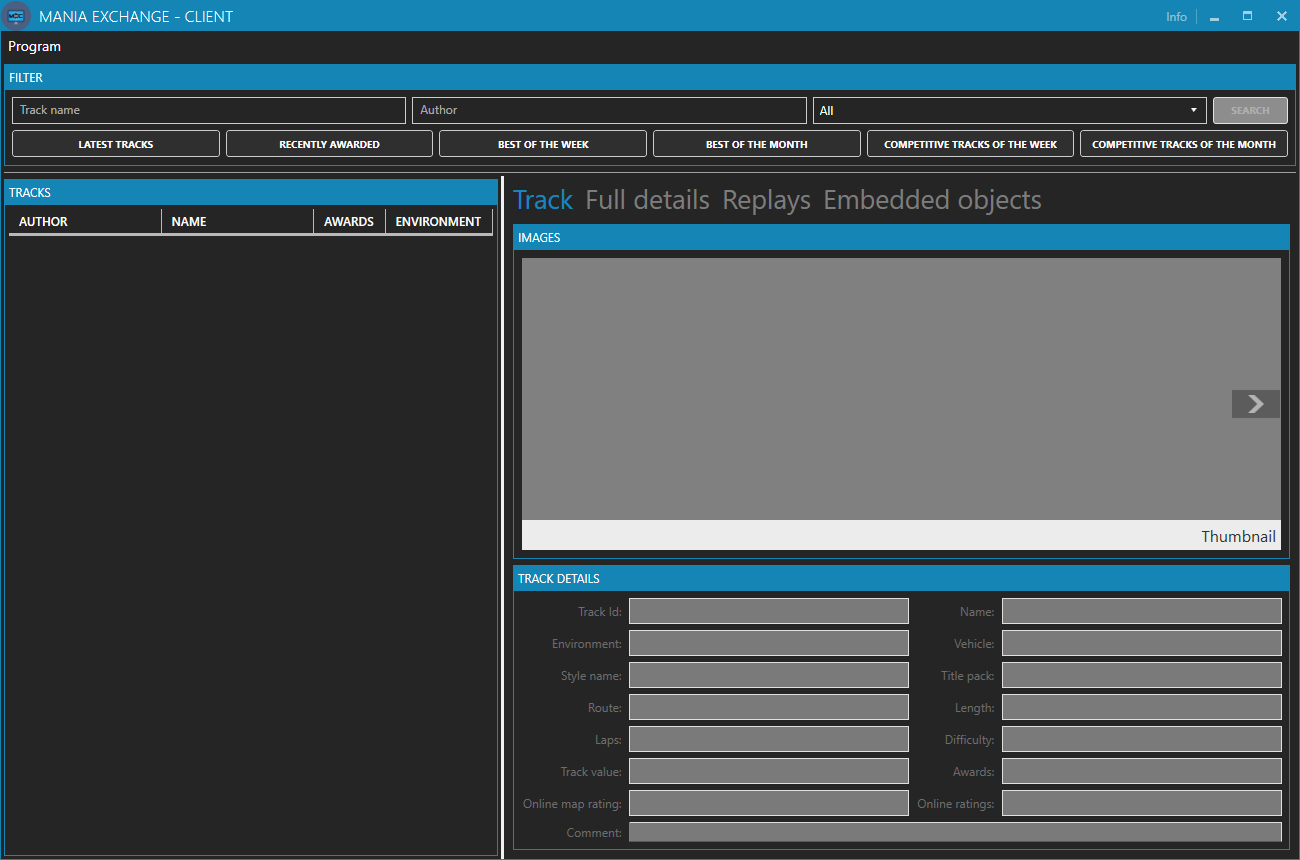 MANIA EXCHANGE - CLIENT Info
Program
FILTER
Track name Author All SEARCH
LATEST TRACKS RECENTLY AWARDED BEST OF THE WEEK BEST OF THE MONTH COMPETITIVE TRACKS OF THE WEEK COMPETITIVE TRACKS OF THE MONTH
TRACKS
AUTHOR NAME AWARDS ENVIRONMENT
Track Full details Replays Embedded objects
IMAGES
Thumbnail
TRACK DETAILS
Track Id: Name:
Environment: Vehicle:
Style name: Title pack:
Route: Length:
Laps: Difficulty:
Track value: Awards:
Online map rating: Online ratings:
Comment: